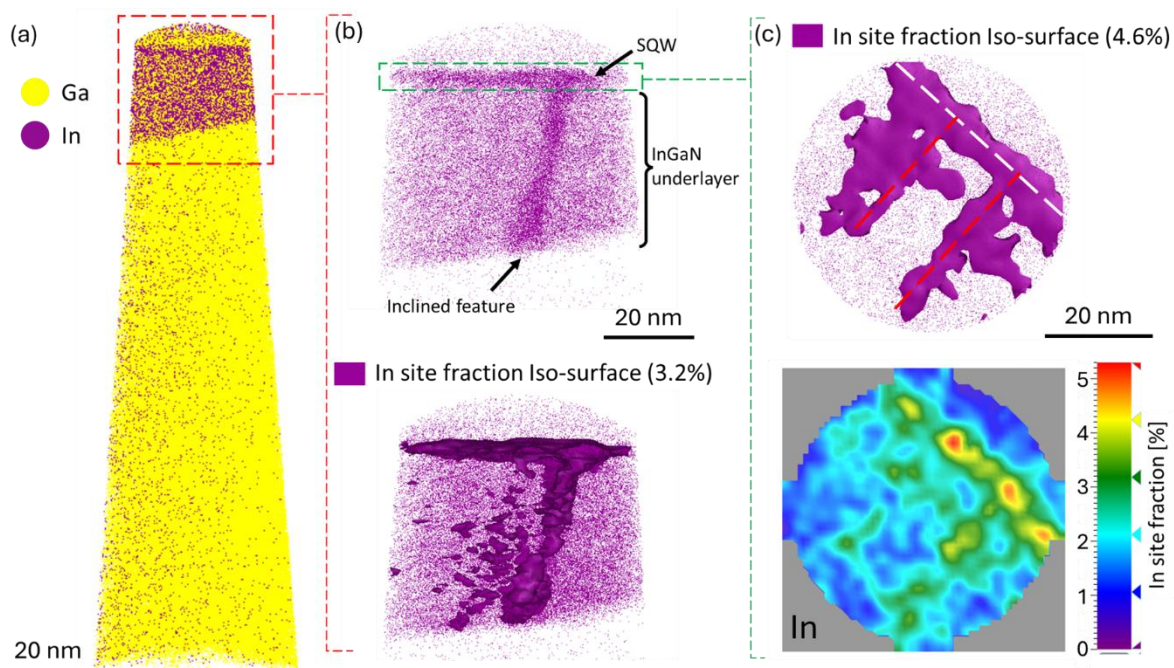 (a)
Ga
In
20 nm
(b)
SQW
InGaN
underlayer
Inclined feature
20 nm
In site fraction Iso-surface (3.2%)
(c)
In site fraction Iso-surface (4.6%)
20 nm
In
5
4
3
2
1
0
In site fraction [%]